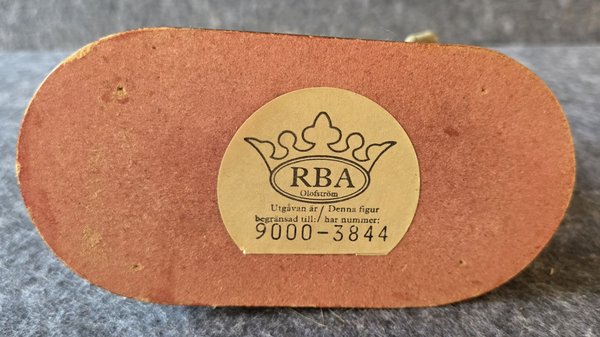 RBA
Olofström
Utgåvan är / Denna figur
begränsad till: / har nummer:
9000-3844